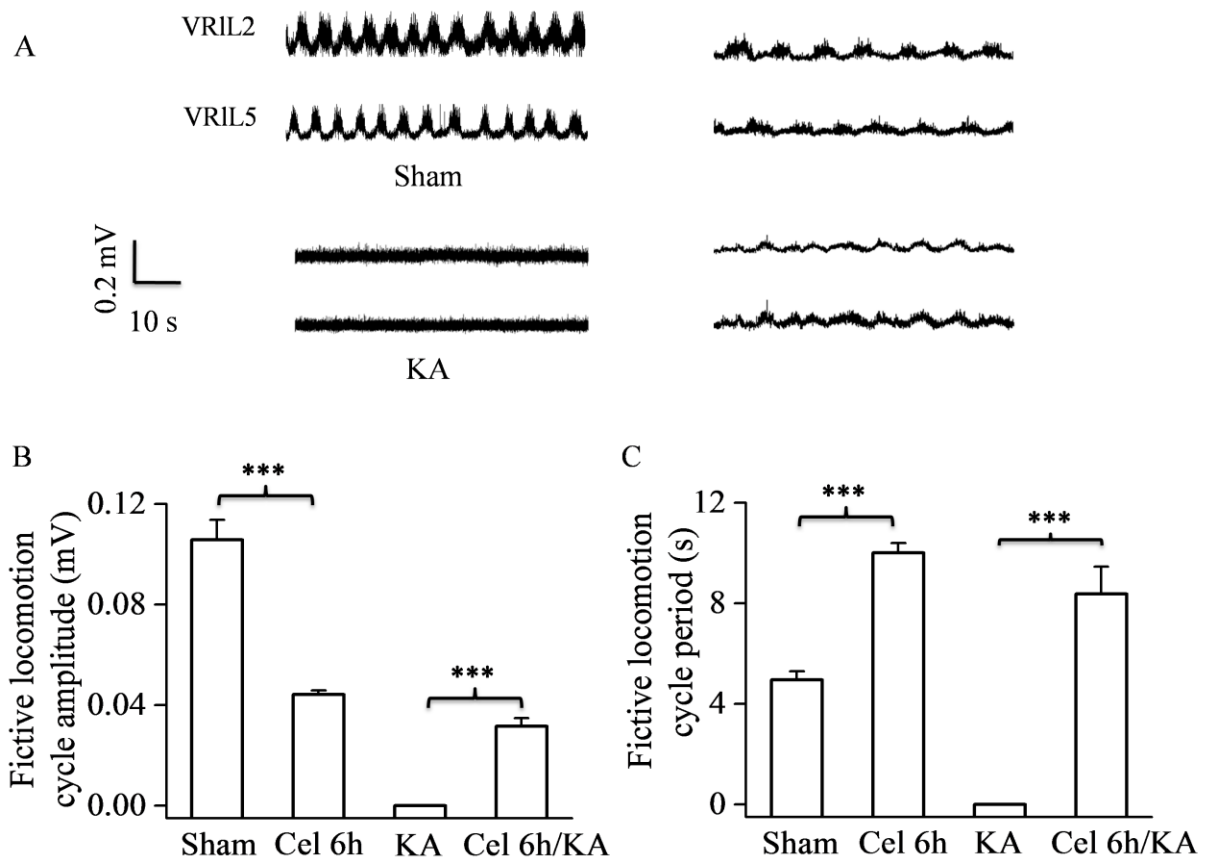 A
VRlL2
VRlL5
Sham
0.2 mV
10 s
KA
B
***
***
Fictive locomotion
cycle amplitude (mV)
0.12
0.08
0.04
0.00
Sham Cel 6h KA Cel 6h/KA
C
***
***
Fictive locomotion
cycle period (s)
12
8
4
0
Sham Cel 6h KA Cel 6h/KA